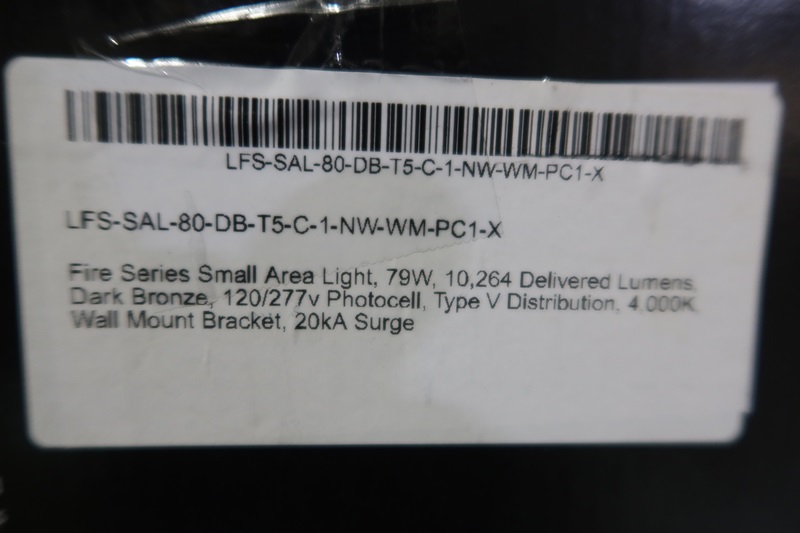 LFS-SAL-80-DB-T5-C-1-NW-WM-PC1-X
LFS-SAL-80-DB-T5-C-1-NW-WM-PC1-X
Fire Series Small Area Light, 79W, 10,264 Delivered Lumens,
Dark Bronze, 120/277v Photocell, Type V Distribution, 4,000K,
Wall Mount Bracket, 20kA Surge